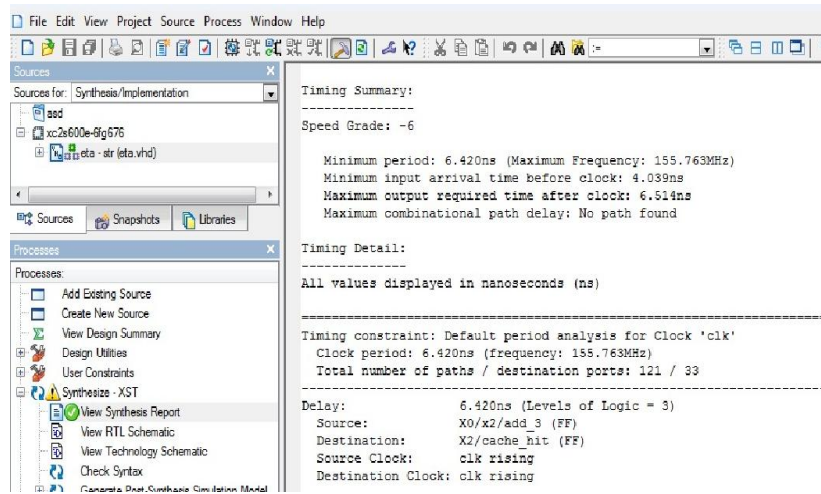 File Edit View Project Source Process Window Help
:=
Sources
Sources for: Synthesis/Implementation
asd
xc2s600e-6fg676
eta - str (eta.vhd)
Sources Snapshots Libraries
Processes
Processes:
Add Existing Source
Create New Source
View Design Summary
Design Utilities
User Constraints
Synthesize - XST
View Synthesis Report
View RTL Schematic
View Technology Schematic
Check Syntax
Generate Post-Synthesis Simulation Model
Timing Summary:
---------------
Speed Grade: -6
Minimum period: 6.420ns (Maximum Frequency: 155.763MHz)
Minimum input arrival time before clock: 4.039ns
Maximum output required time after clock: 6.514ns
Maximum combinational path delay: No path found
Timing Detail:
--------------
All values displayed in nanoseconds (ns)
Timing constraint: Default period analysis for Clock 'clk'
Clock period: 6.420ns (frequency: 155.763MHz)
Total number of paths / destination ports: 121 / 33
Delay: 6.420ns (Levels of Logic = 3)
Source: X0/x2/add_3 (FF)
Destination: X2/cache_hit (FF)
Source Clock: clk rising
Destination Clock: clk rising